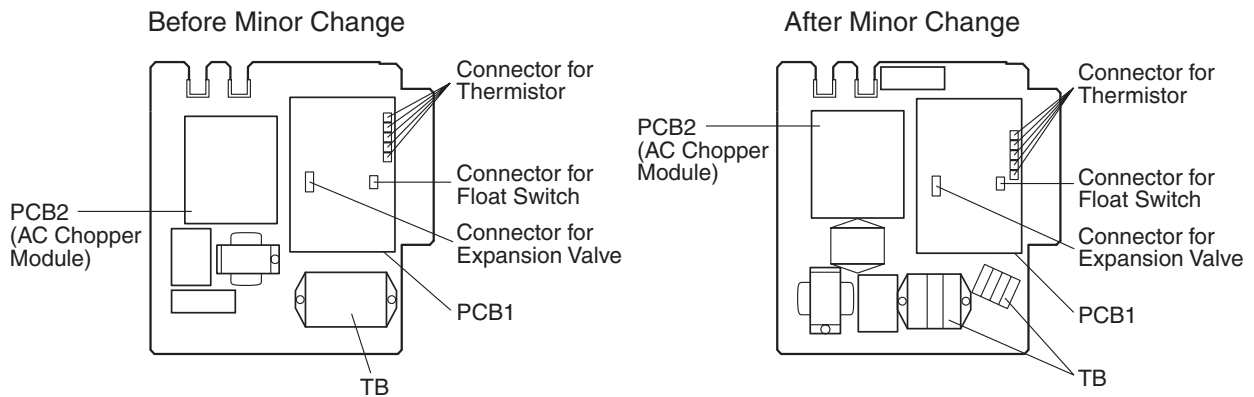 Before Minor Change
Connector for
Thermistor
Connector for
Float Switch
Connector for
Expansion Valve
PCB1
TB
PCB2
(AC Chopper
Module)
After Minor Change
Connector for
Thermistor
PCB2
(AC Chopper
Module)
Connector for
Float Switch
Connector for
Expansion Valve
PCB1
TB